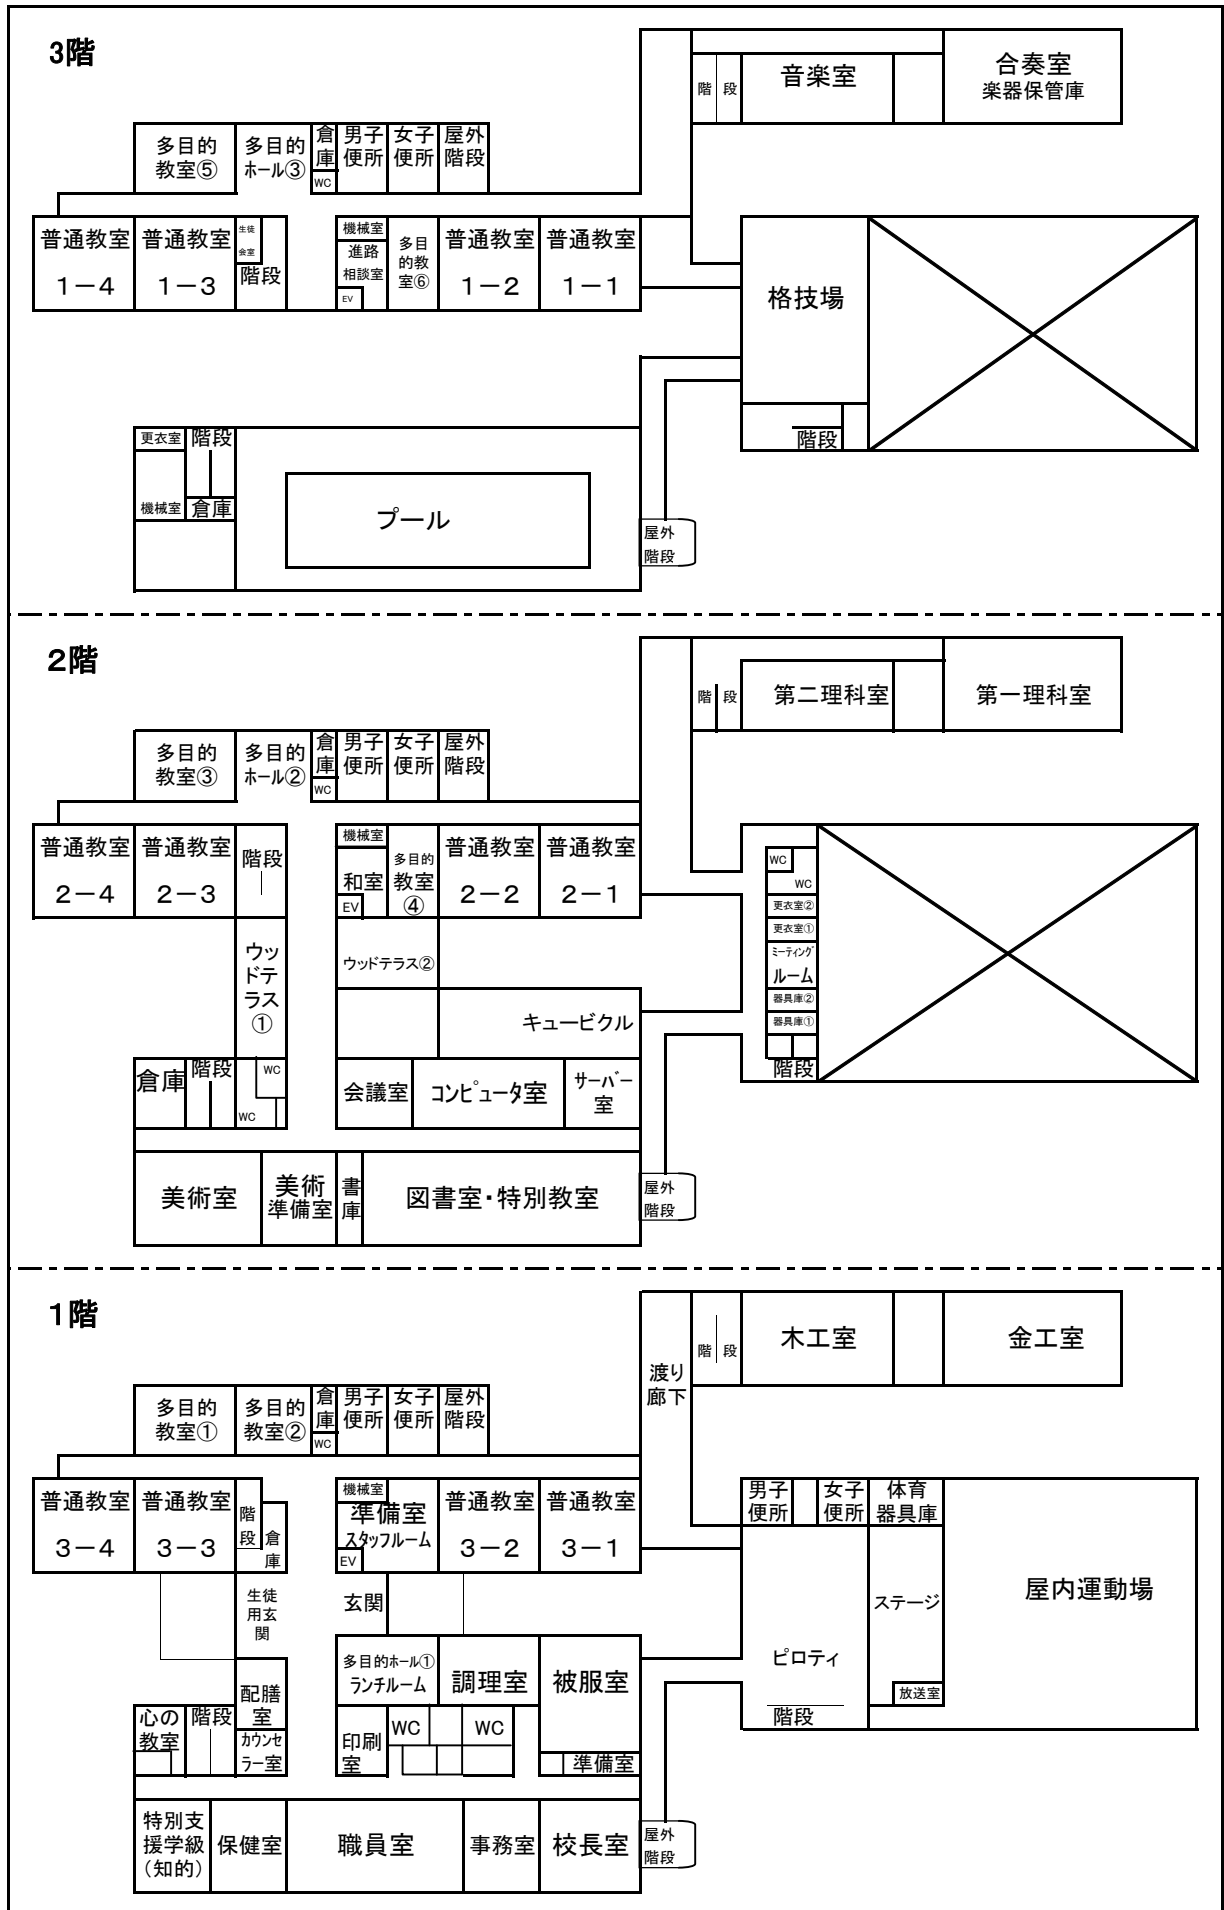 3階
階 段
音楽室
合奏室
楽器保管庫
多目的
教室⑤
多目的
ホール③
倉
庫
WC
男子
便所
女子
便所
屋外
階段
普通教室
1－4
普通教室
1－3
生徒
会室
階段
機械室
進路
相談室
EV
多目
的教
室⑥
普通教室
1－2
普通教室
1－1
格技場
階段
更衣室
機械室
階段
倉庫
プール
屋外
階段
2階
階 段
第二理科室
第一理科室
多目的
教室③
多目的
ホール②
倉
庫
WC
男子
便所
女子
便所
屋外
階段
普通教室
2－4
普通教室
2－3
階段
機械室
和室
EV
多目的
教室
④
普通教室
2－2
普通教室
2－1
WC
WC
更衣室②
更衣室①
ミーティング
ルーム
器具庫②
器具庫①
階段
ウッ
ドテ
ラス
①
ウッドテラス②
キュービクル
倉庫
階段
WC
WC
会議室
コンピュータ室
サーバー
室
美術室
美術
準備室
書
庫
図書室・特別教室
屋外
階段
1階
渡り
廊下
階 段
木工室
金工室
多目的
教室①
多目的
教室②
倉
庫
WC
男子
便所
女子
便所
屋外
階段
普通教室
3－4
普通教室
3－3
階
段
倉
庫
機械室
準備室
スタッフルーム
EV
普通教室
3－2
普通教室
3－1
男子
便所
女子
便所
体育
器具庫
ステージ
屋内運動場
ピロティ
放送室
階段
生徒
用玄
関
玄関
多目的ホール①
ランチルーム
調理室
被服室
配膳
室
心の
教室
階段
カウンセ
ラー室
印刷
室
WC
WC
準備室
特別支
援学級
（知的）
保健室
職員室
事務室
校長室
屋外
階段